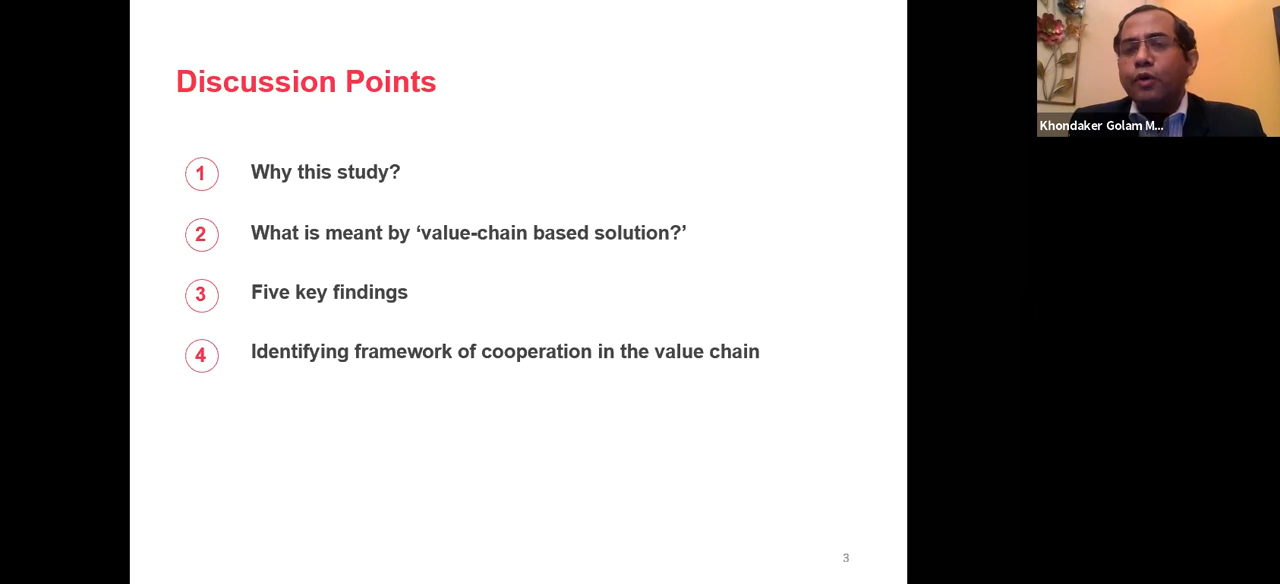 Discussion Points
1 Why this study?
2 What is meant by ‘value-chain based solution?’
3 Five key findings
4 Identifying framework of cooperation in the value chain
3
Khondaker Golam M...